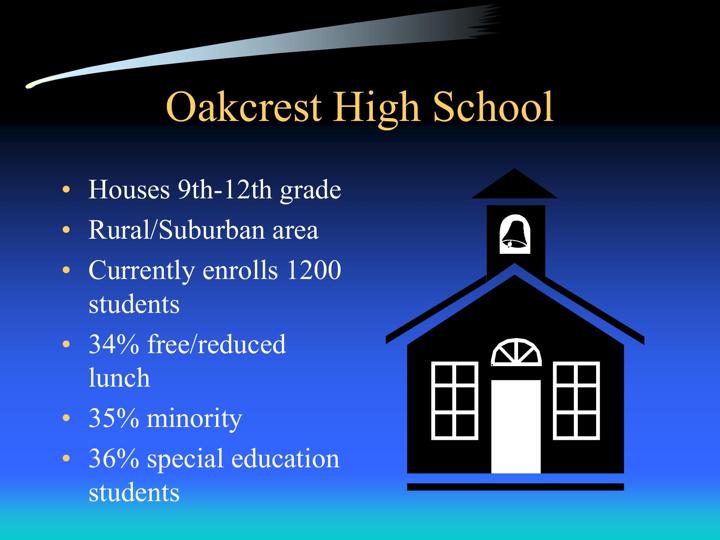 Oakcrest High School
• Houses 9th-12th grade
• Rural/Suburban area
• Currently enrolls 1200
students
• 34% free/reduced
lunch
• 35% minority
• 36% special education
students